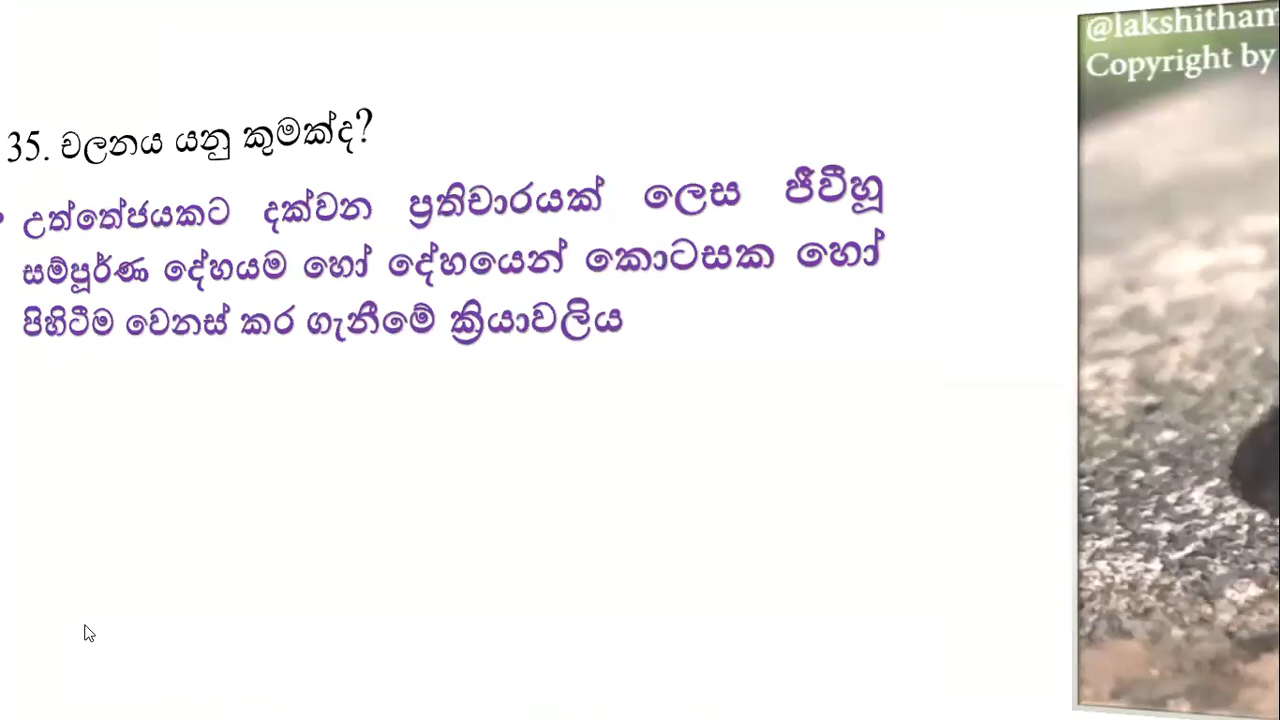 35. චලනය යනු කුමක්ද?
උත්තේජයකට දක්වන ප්‍රතිචාරයක් ලෙස ජීවීහූ
සම්පූර්ණ දේහයම හෝ දේහයෙන් කොටසක හෝ
පිහිටීම වෙනස් කර ගැනීමේ ක්‍රියාවලිය
@lakshitham
Copyright by